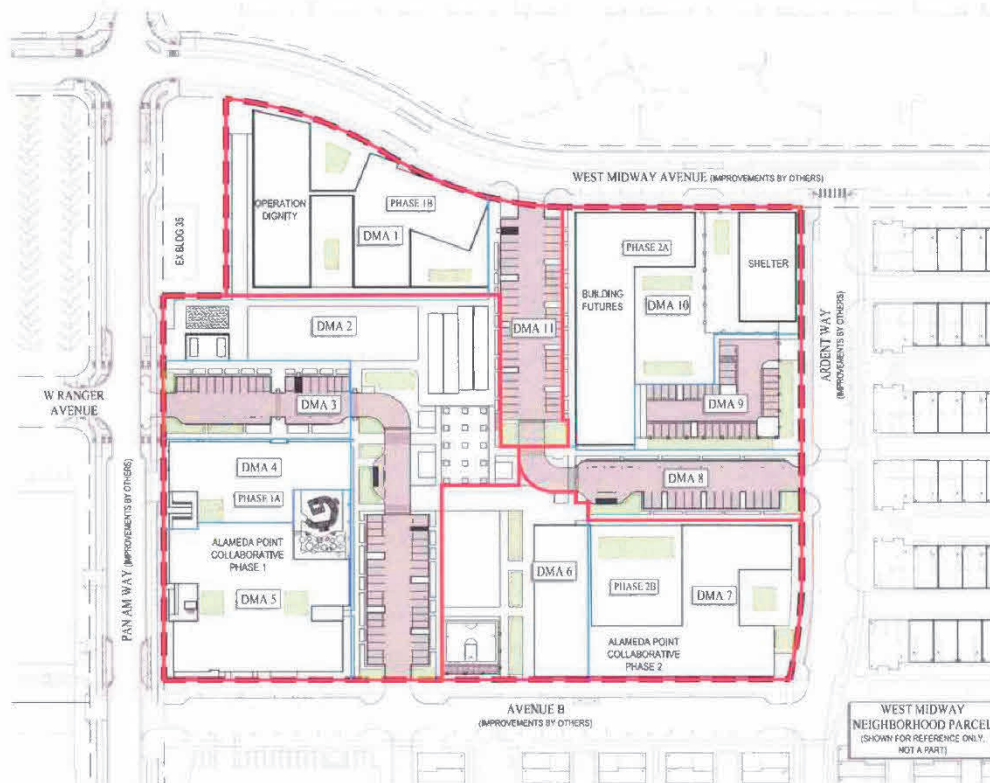 WEST MIDWAY AVENUE (IMPROVEMENTS BY OTHERS)
OPERATION
DIGNITY
PHASE 1B
DMA 1
EX BLDG 35
PHASE 2A
SHELTER
BUILDING
FUTURES
DMA 10
DMA 11
DMA 2
ARDENT WAY
(IMPROVEMENTS BY OTHERS)
W RANGER
AVENUE
DMA 3
DMA 9
DMA 4
PHASE 1A
DMA 8
ALAMEDA POINT
COLLABORATIVE
PHASE 1
DMA 5
PAN AM WAY (IMPROVEMENTS BY OTHERS)
DMA 6
PHASE 2B
DMA 7
ALAMEDA POINT
COLLABORATIVE
PHASE 2
AVENUE B
(IMPROVEMENTS BY OTHERS)
WEST MIDWAY
NEIGHBORHOOD PARCEL
(SHOWN FOR REFERENCE ONLY,
NOT A PART)